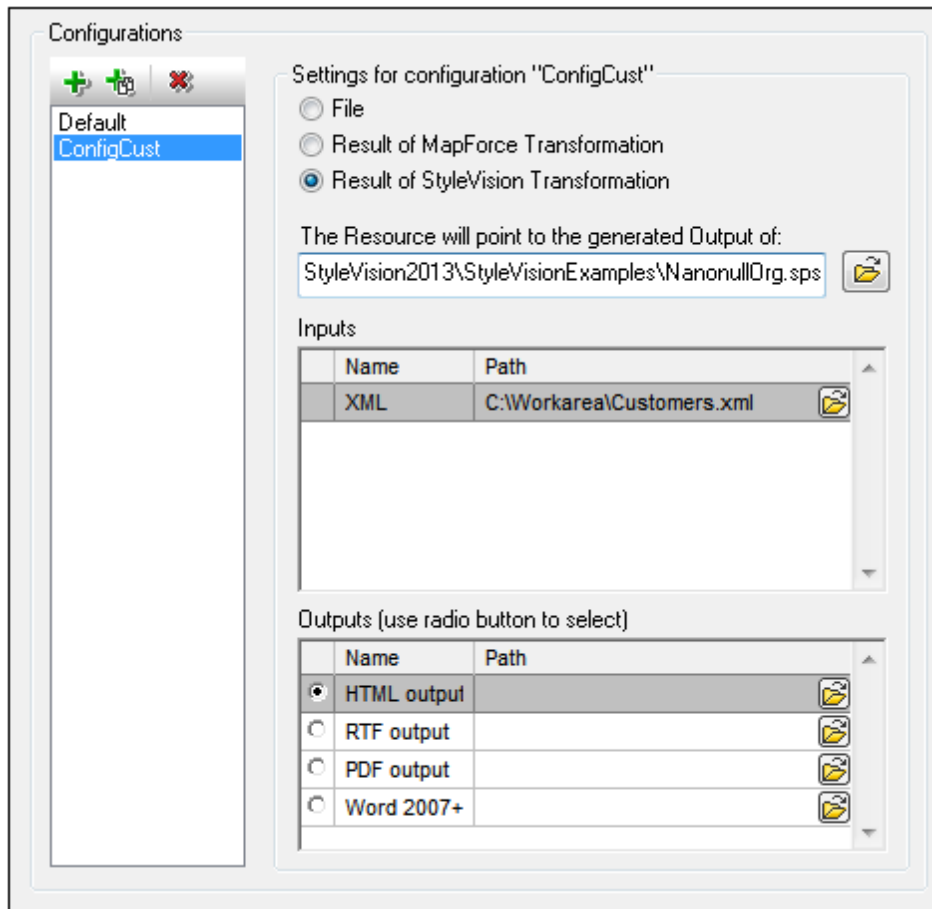 Configurations
Default
ConfigCust
Settings for configuration "ConfigCust"
File
Result of MapForce Transformation
Result of StyleVision Transformation
The Resource will point to the generated Output of:
StyleVision2013\StyleVisionExamples\NanonullOrg.sps
Inputs
Name Path
XML C:\Workarea\Customers.xml
Outputs (use radio button to select)
Name Path
HTML output
RTF output
PDF output
Word 2007+